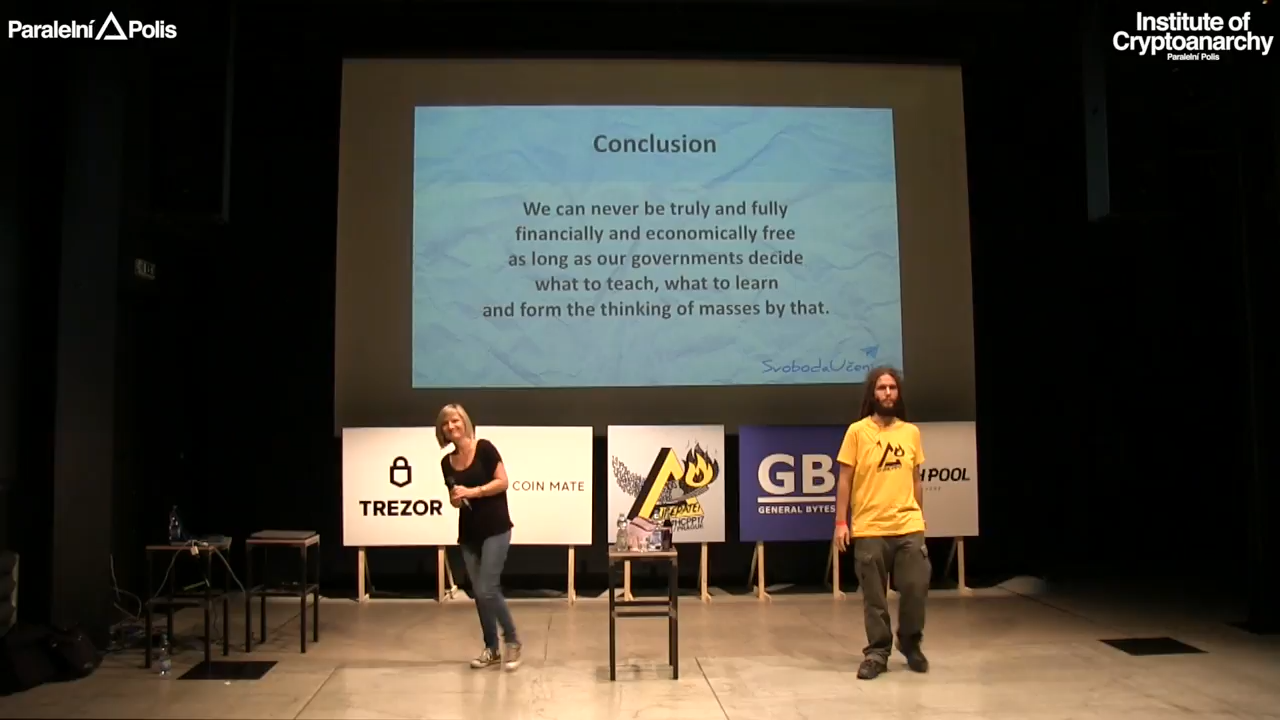 Paralelní Polis
Institute of
Cryptoanarchy
Paralelní Polis
Conclusion
We can never be truly and fully
financially and economically free
as long as our governments decide
what to teach, what to learn
and form the thinking of masses by that.
TREZOR
COIN MATE
GB
GENERAL BYTES
POOL